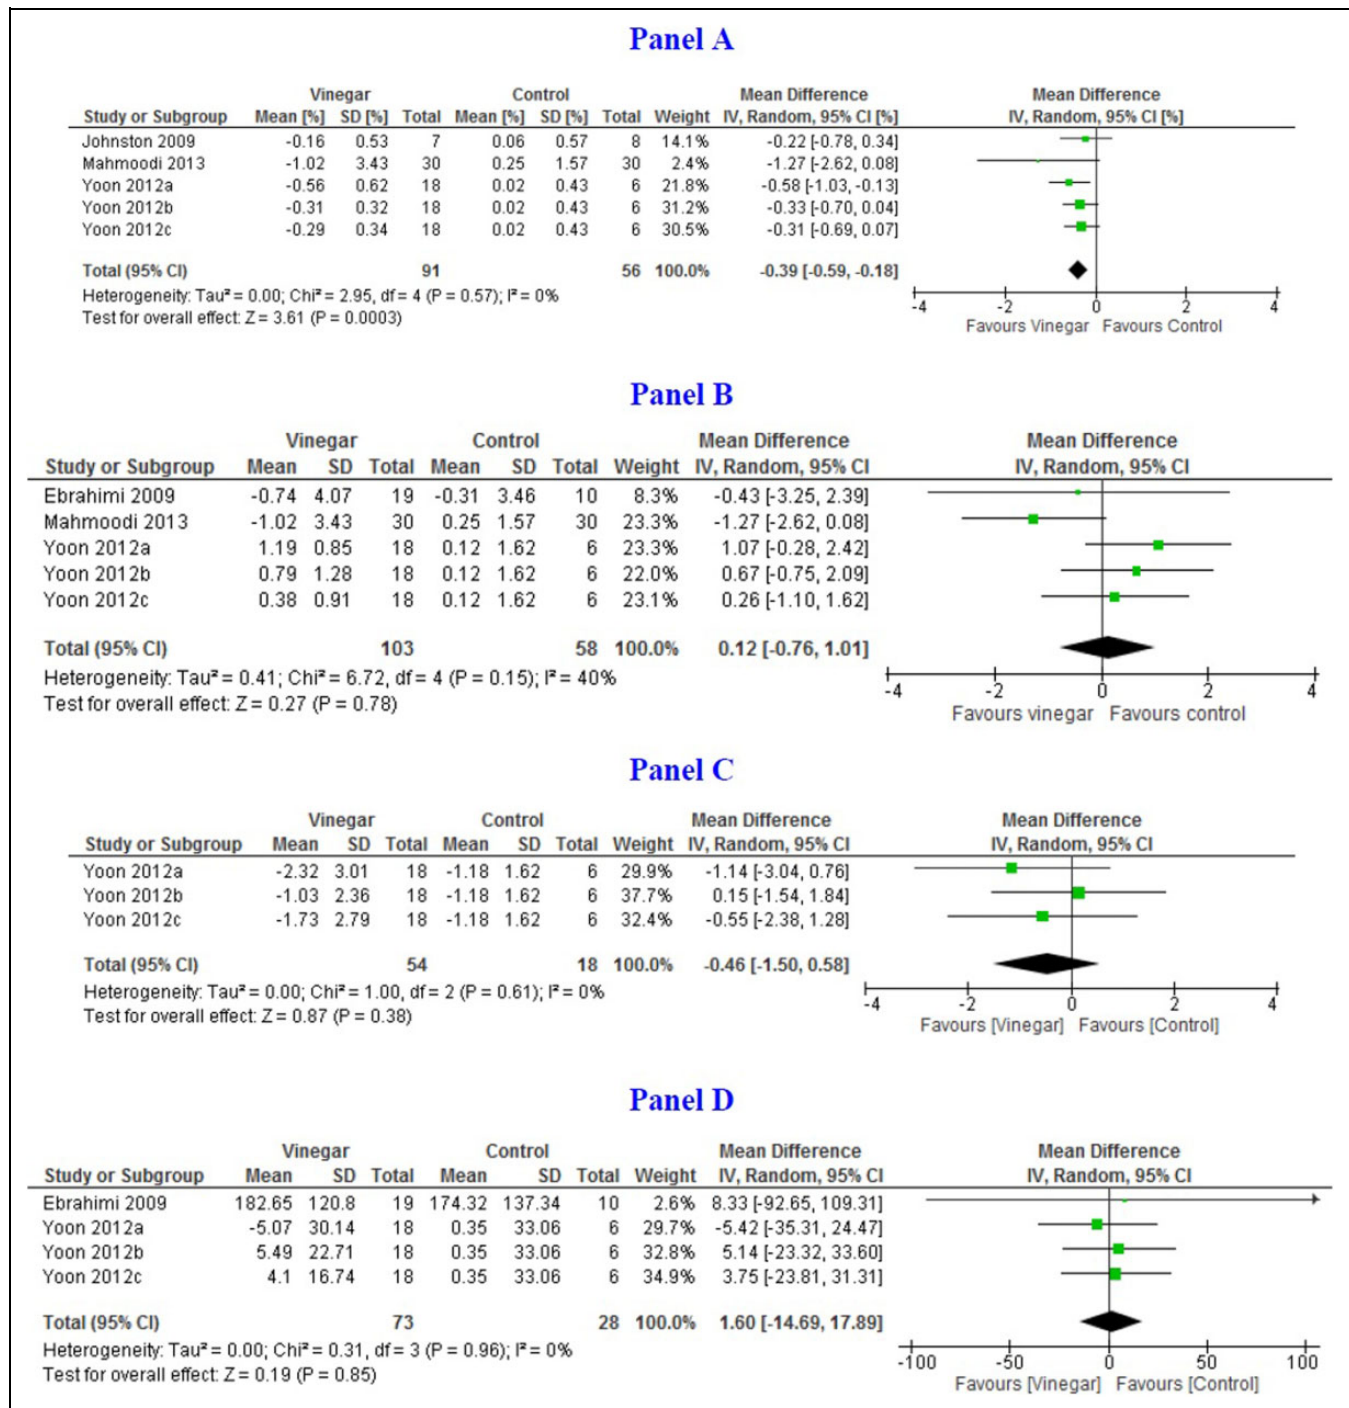 Panel A
Vinegar Control Mean Difference Mean Difference
Study or Subgroup Mean [%] SD [%] Total Mean [%] SD [%] Total Weight IV, Random, 95% CI [%] IV, Random, 95% CI [%]
Johnston 2009 -0.16 0.53 7 0.06 0.57 8 14.1% -0.22 [-0.78, 0.34]
Mahmoodi 2013 -1.02 3.43 30 0.25 1.57 30 2.4% -1.27 [-2.62, 0.08]
Yoon 2012a -0.56 0.62 18 0.02 0.43 6 21.8% -0.58 [-1.03, -0.13]
Yoon 2012b -0.31 0.32 18 0.02 0.43 6 31.2% -0.33 [-0.70, 0.04]
Yoon 2012c -0.29 0.34 18 0.02 0.43 6 30.5% -0.31 [-0.69, 0.07]
Total (95% CI) 91 56 100.0% -0.39 [-0.59, -0.18]
Heterogeneity: Tau² = 0.00; Chi² = 2.95, df = 4 (P = 0.57); I² = 0%
Test for overall effect: Z = 3.61 (P = 0.0003)
-4 -2 0 2 4
Favours Vinegar Favours Control
Panel B
Vinegar Control Mean Difference Mean Difference
Study or Subgroup Mean SD Total Mean SD Total Weight IV, Random, 95% CI IV, Random, 95% CI
Ebrahimi 2009 -0.74 4.07 19 -0.31 3.46 10 8.3% -0.43 [-3.25, 2.39]
Mahmoodi 2013 -1.02 3.43 30 0.25 1.57 30 23.3% -1.27 [-2.62, 0.08]
Yoon 2012a 1.19 0.85 18 0.12 1.62 6 23.3% 1.07 [-0.28, 2.42]
Yoon 2012b 0.79 1.28 18 0.12 1.62 6 22.0% 0.67 [-0.75, 2.09]
Yoon 2012c 0.38 0.91 18 0.12 1.62 6 23.1% 0.26 [-1.10, 1.62]
Total (95% CI) 103 58 100.0% 0.12 [-0.76, 1.01]
Heterogeneity: Tau² = 0.41; Chi² = 6.72, df = 4 (P = 0.15); I² = 40%
Test for overall effect: Z = 0.27 (P = 0.78)
-4 -2 0 2 4
Favours vinegar Favours control
Panel C
Vinegar Control Mean Difference Mean Difference
Study or Subgroup Mean SD Total Mean SD Total Weight IV, Random, 95% CI IV, Random, 95% CI
Yoon 2012a -2.32 3.01 18 -1.18 1.62 6 29.9% -1.14 [-3.04, 0.76]
Yoon 2012b -1.03 2.36 18 -1.18 1.62 6 37.7% 0.15 [-1.54, 1.84]
Yoon 2012c -1.73 2.79 18 -1.18 1.62 6 32.4% -0.55 [-2.38, 1.28]
Total (95% CI) 54 18 100.0% -0.46 [-1.50, 0.58]
Heterogeneity: Tau² = 0.00; Chi² = 1.00, df = 2 (P = 0.61); I² = 0%
Test for overall effect: Z = 0.87 (P = 0.38)
-4 -2 0 2 4
Favours [Vinegar] Favours [Control]
Panel D
Vinegar Control Mean Difference Mean Difference
Study or Subgroup Mean SD Total Mean SD Total Weight IV, Random, 95% CI IV, Random, 95% CI
Ebrahimi 2009 182.65 120.8 19 174.32 137.34 10 2.6% 8.33 [-92.65, 109.31]
Yoon 2012a -5.07 30.14 18 0.35 33.06 6 29.7% -5.42 [-35.31, 24.47]
Yoon 2012b 5.49 22.71 18 0.35 33.06 6 32.8% 5.14 [-23.32, 33.60]
Yoon 2012c 4.1 16.74 18 0.35 33.06 6 34.9% 3.75 [-23.81, 31.31]
Total (95% CI) 73 28 100.0% 1.60 [-14.69, 17.89]
Heterogeneity: Tau² = 0.00; Chi² = 0.31, df = 3 (P = 0.96); I² = 0%
Test for overall effect: Z = 0.19 (P = 0.85)
-100 -50 0 50 100
Favours [Vinegar] Favours [Control]